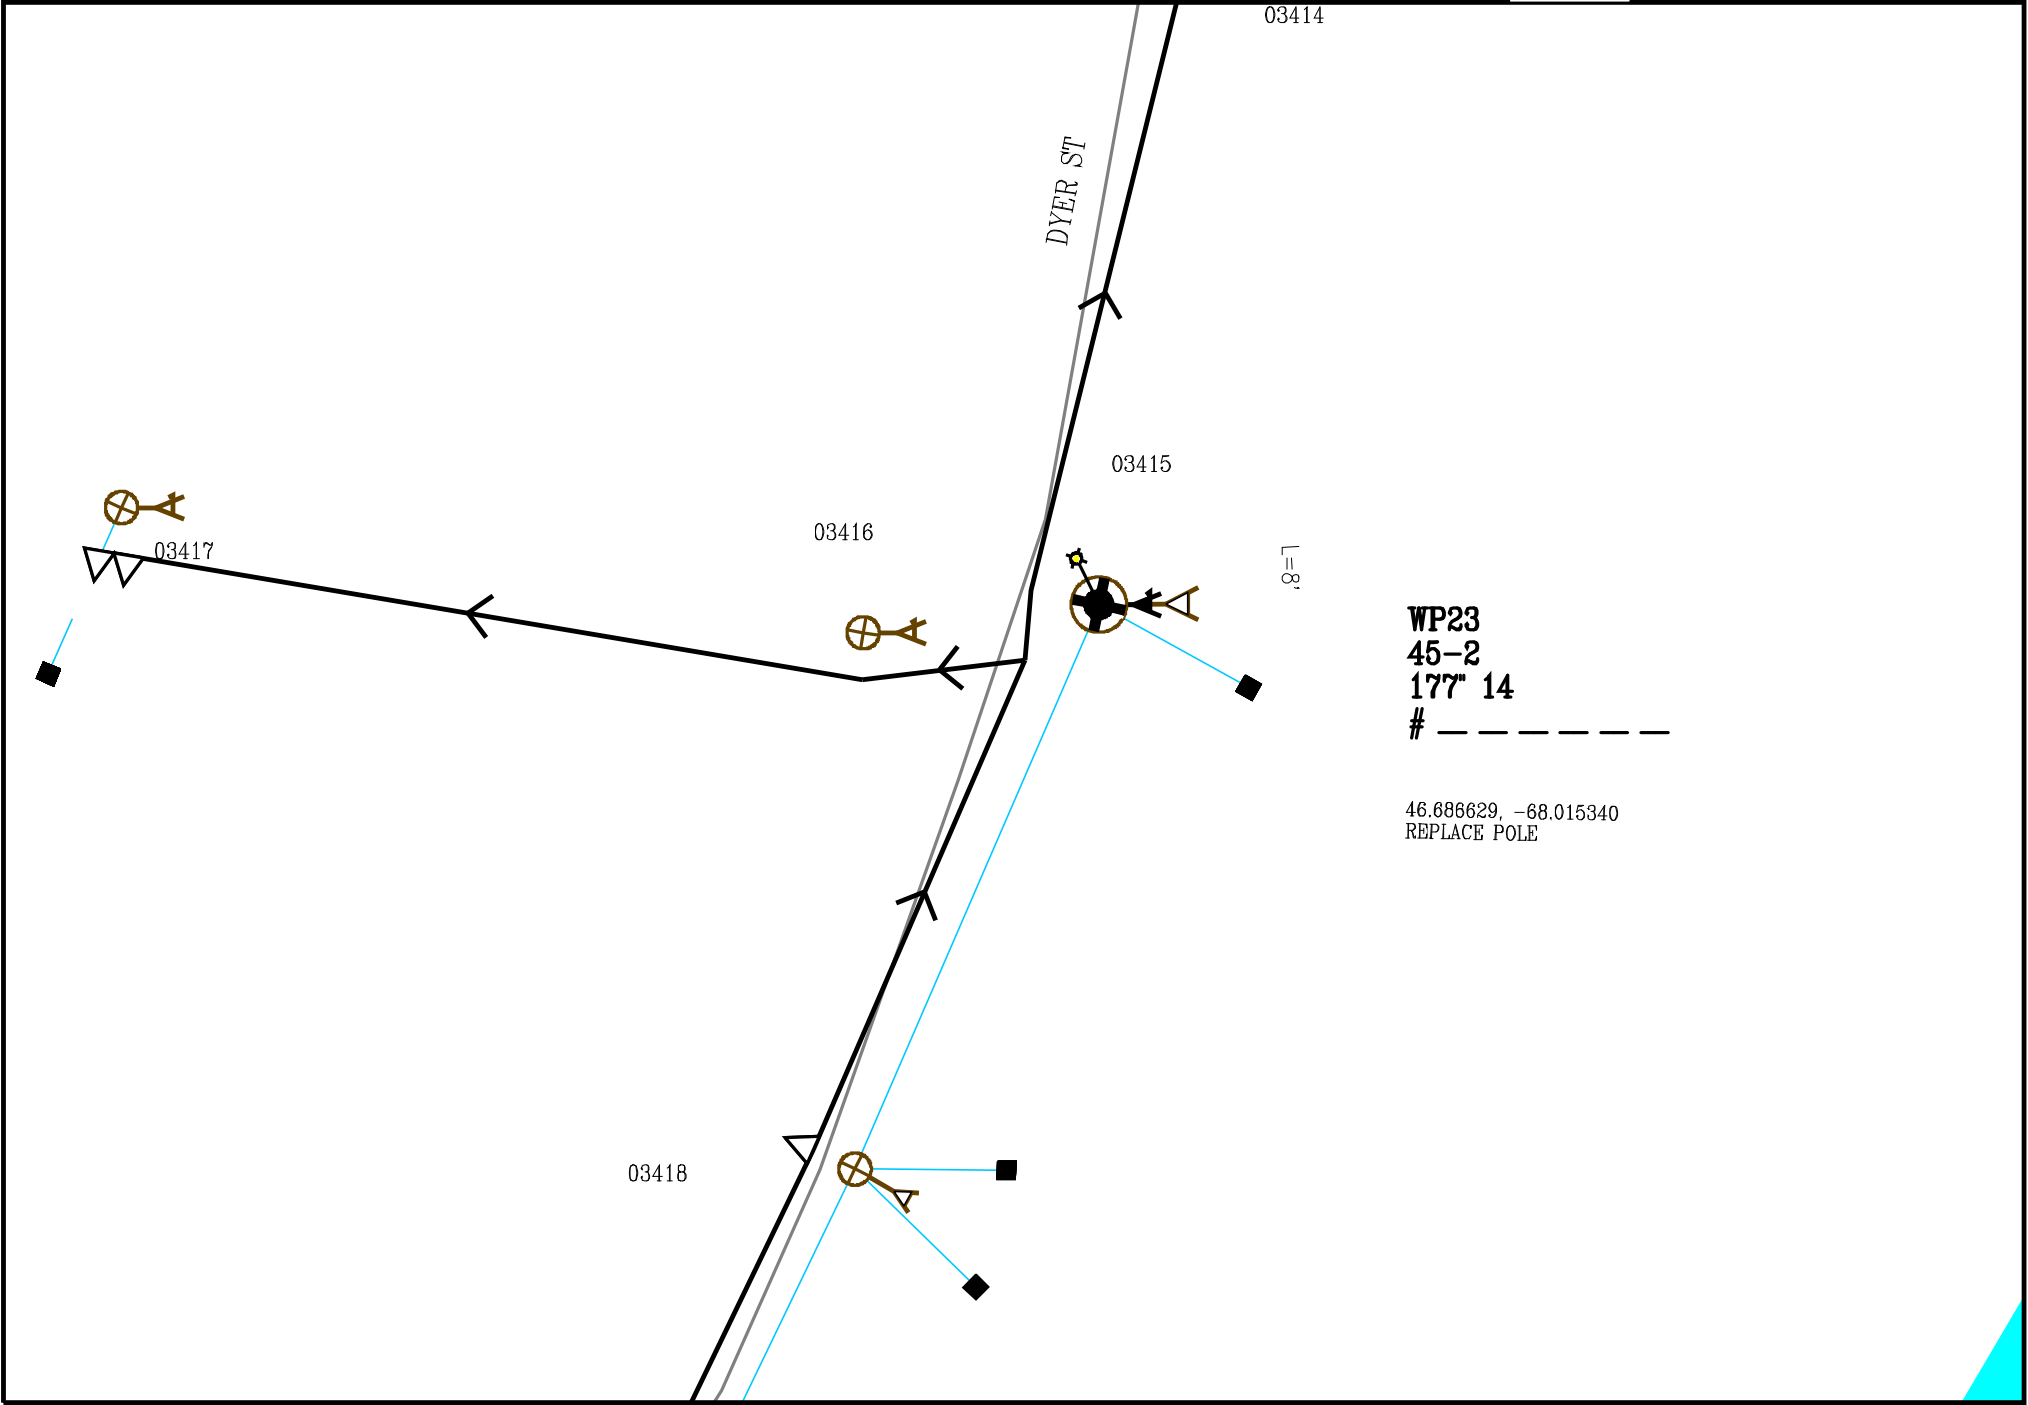 03414
DYER ST
03415
03416
03417
L=8'
WP23
45-2
177" 14
# _ _ _ _ _ _
46.686629, -68.015340
REPLACE POLE
03418